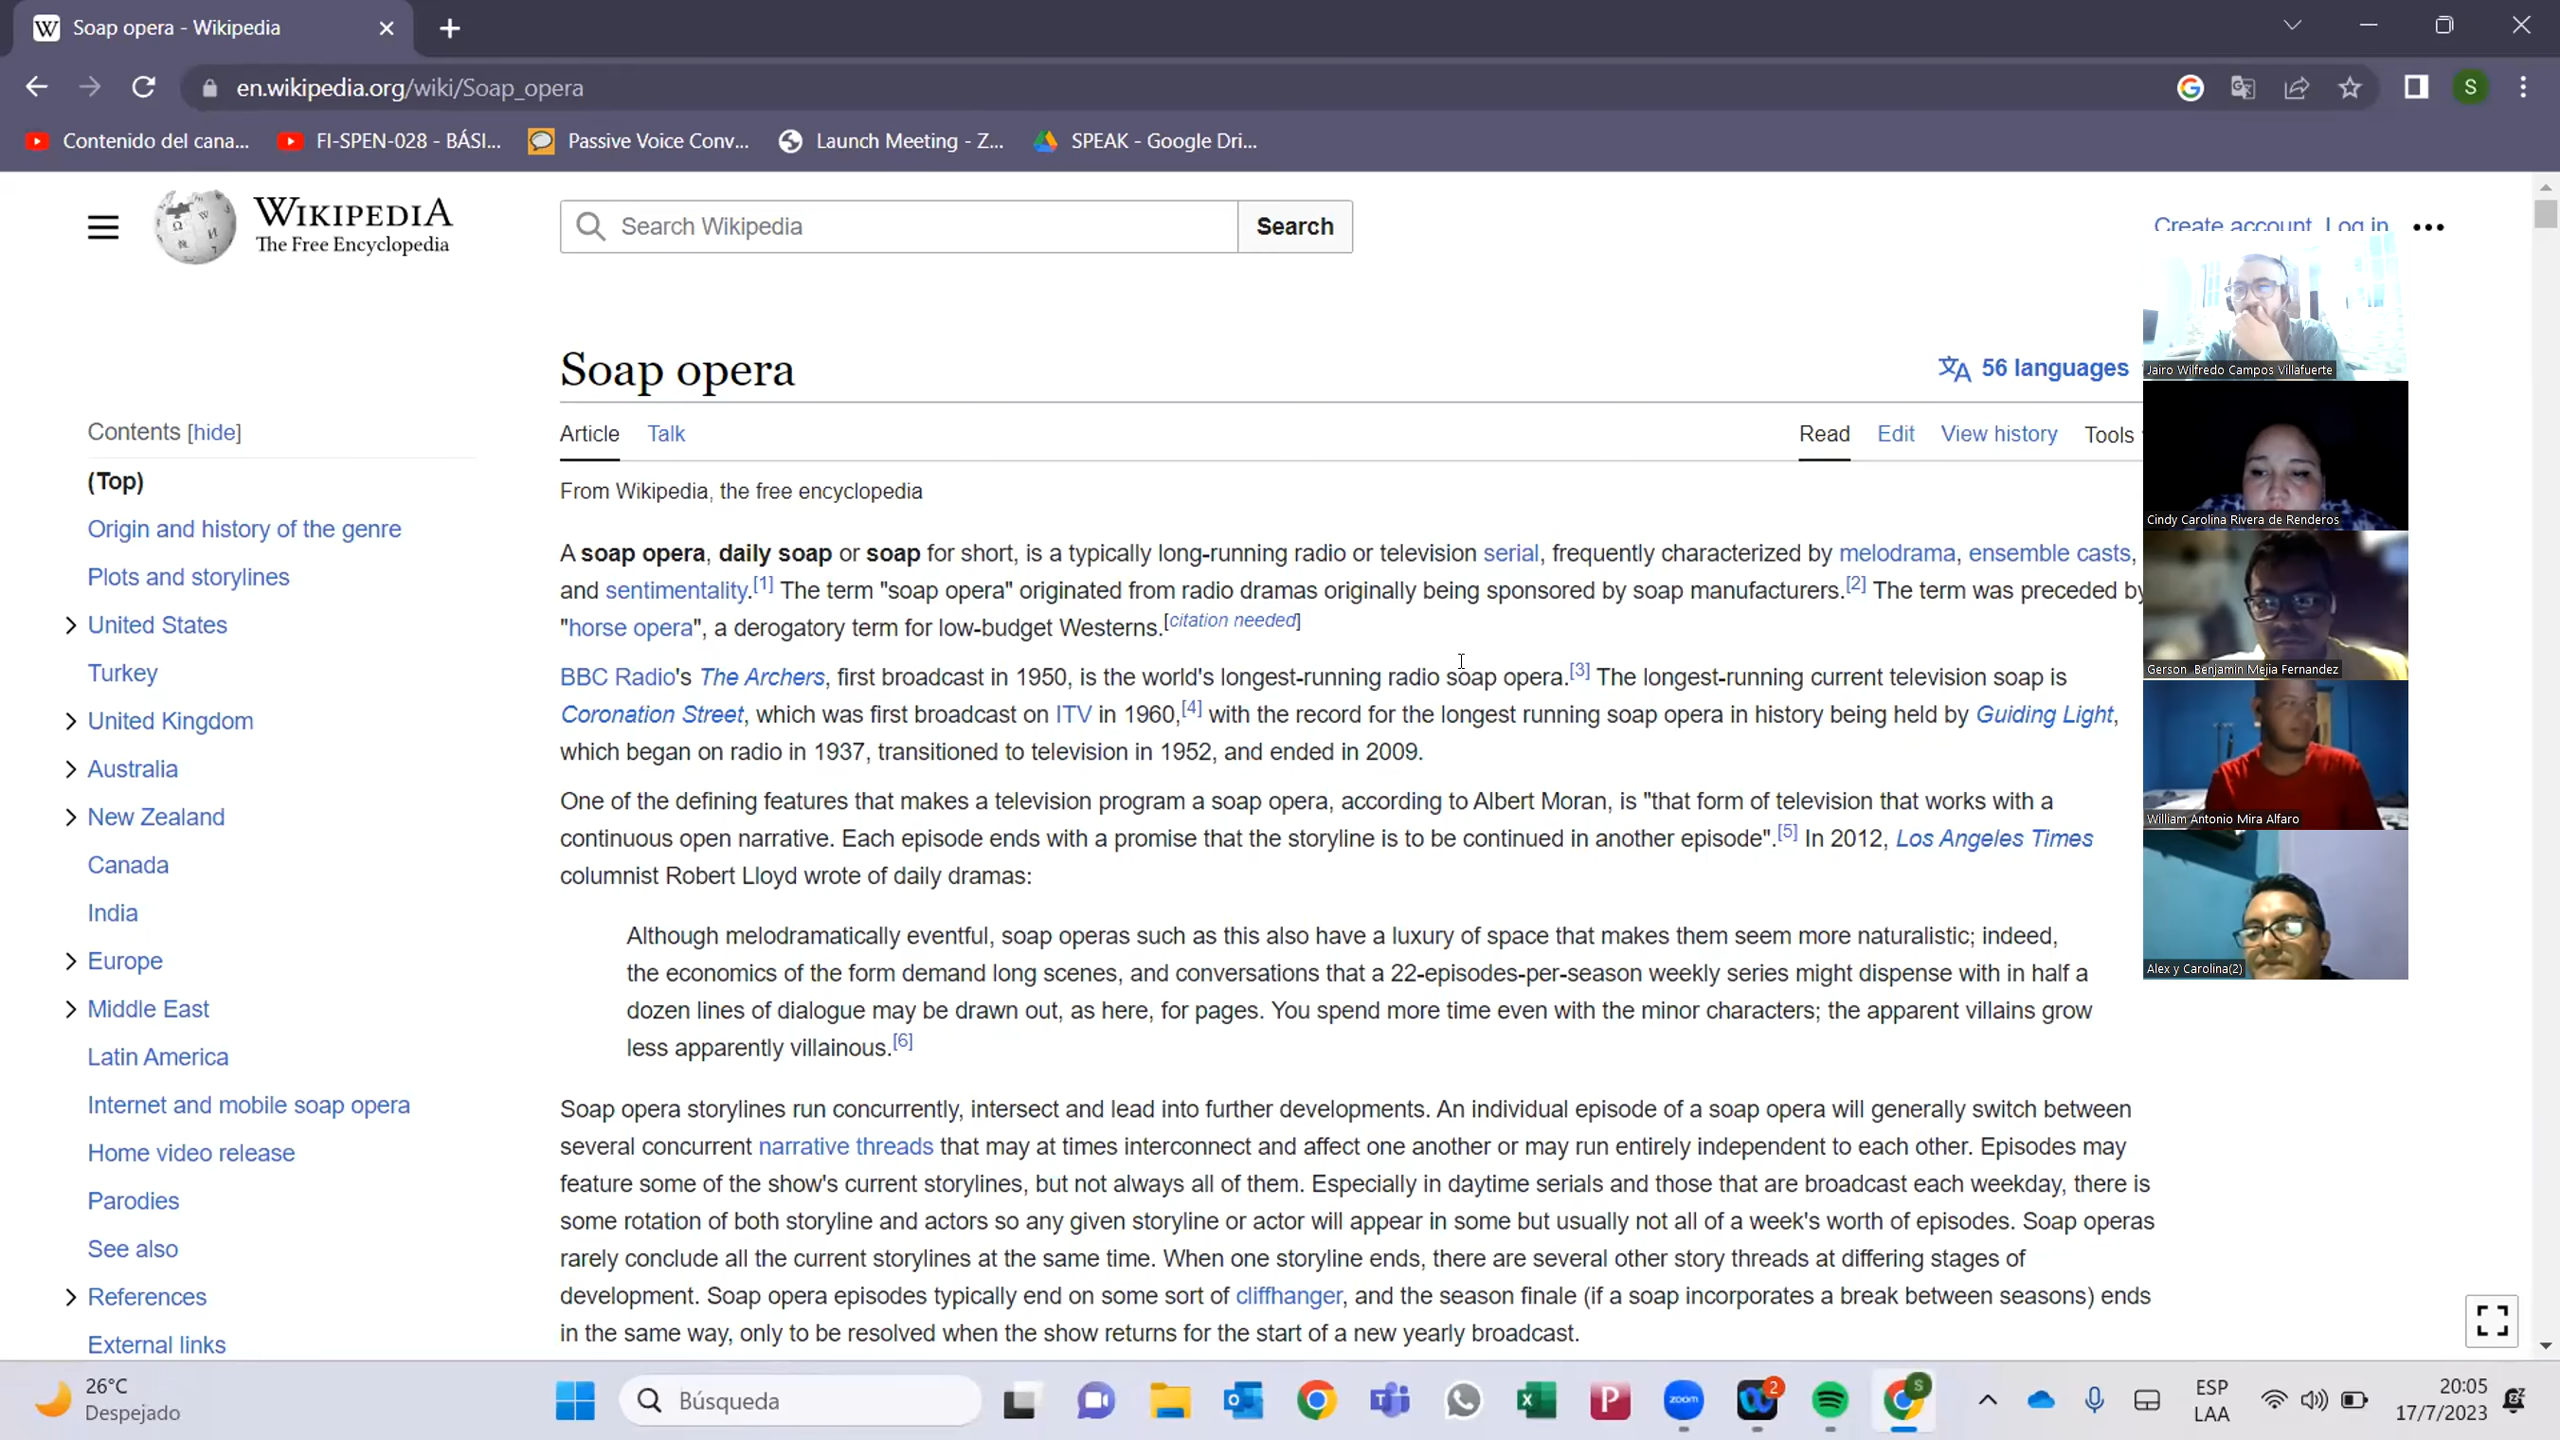 Soap opera - Wikipedia
en.wikipedia.org/wiki/Soap_opera
S
Contenido del cana...
FI-SPEN-028 - BÁSI...
Passive Voice Conv...
Launch Meeting - Z...
SPEAK - Google Dri...
WIKIPEDIA
The Free Encyclopedia
Search Wikipedia
Search
Create account Log in
Soap opera
56 languages
Contents [hide]
(Top)
Origin and history of the genre
Plots and storylines
United States
Turkey
United Kingdom
Australia
New Zealand
Canada
India
Europe
Middle East
Latin America
Internet and mobile soap opera
Home video release
Parodies
See also
References
External links
Article Talk
Read Edit View history Tools
From Wikipedia, the free encyclopedia
A soap opera, daily soap or soap for short, is a typically long-running radio or television serial, frequently characterized by melodrama, ensemble casts,
and sentimentality.[1] The term "soap opera" originated from radio dramas originally being sponsored by soap manufacturers.[2] The term was preceded by
"horse opera", a derogatory term for low-budget Westerns.[citation needed]
BBC Radio's The Archers, first broadcast in 1950, is the world's longest-running radio soap opera.[3] The longest-running current television soap is
Coronation Street, which was first broadcast on ITV in 1960,[4] with the record for the longest running soap opera in history being held by Guiding Light,
which began on radio in 1937, transitioned to television in 1952, and ended in 2009.
One of the defining features that makes a television program a soap opera, according to Albert Moran, is "that form of television that works with a
continuous open narrative. Each episode ends with a promise that the storyline is to be continued in another episode".[5] In 2012, Los Angeles Times
columnist Robert Lloyd wrote of daily dramas:
Although melodramatically eventful, soap operas such as this also have a luxury of space that makes them seem more naturalistic; indeed,
the economics of the form demand long scenes, and conversations that a 22-episodes-per-season weekly series might dispense with in half a
dozen lines of dialogue may be drawn out, as here, for pages. You spend more time even with the minor characters; the apparent villains grow
less apparently villainous.[6]
Soap opera storylines run concurrently, intersect and lead into further developments. An individual episode of a soap opera will generally switch between
several concurrent narrative threads that may at times interconnect and affect one another or may run entirely independent to each other. Episodes may
feature some of the show's current storylines, but not always all of them. Especially in daytime serials and those that are broadcast each weekday, there is
some rotation of both storyline and actors so any given storyline or actor will appear in some but usually not all of a week's worth of episodes. Soap operas
rarely conclude all the current storylines at the same time. When one storyline ends, there are several other story threads at differing stages of
development. Soap opera episodes typically end on some sort of cliffhanger, and the season finale (if a soap incorporates a break between seasons) ends
in the same way, only to be resolved when the show returns for the start of a new yearly broadcast.
Jairo Wilfredo Campos Villafuerte
Cindy Carolina Rivera de Renderos
Gerson Benjamin Mejia Fernandez
William Antonio Mira Alfaro
Alex y Carolina(2)
26°C
Despejado
Búsqueda
zoom
2
S
ESP
LAA
20:05
17/7/2023